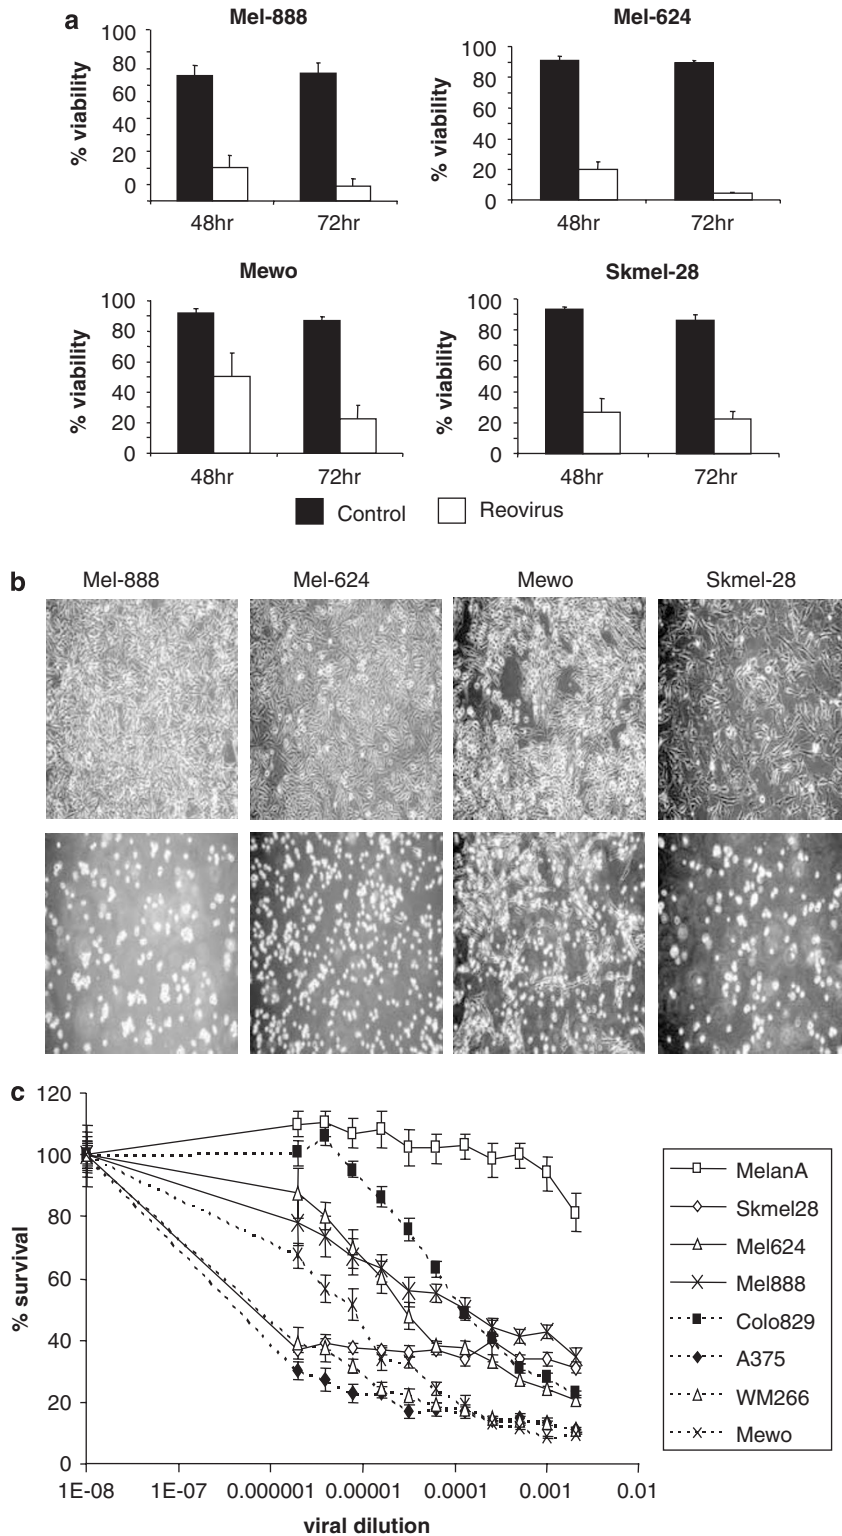 a
Mel-888
% viability
100
80
60
40
20
0
48hr
72hr
Mel-624
% viability
100
80
60
40
20
0
48hr
72hr
Mewo
% viability
100
80
60
40
20
0
48hr
72hr
Skmel-28
% viability
100
80
60
40
20
0
48hr
72hr
Control
Reovirus
b
Mel-888
Mel-624
Mewo
Skmel-28
c
% survival
120
100
80
60
40
20
0
1E-08
1E-07
0.000001
0.00001
0.0001
0.001
0.01
viral dilution
MelanA
Skmel28
Mel624
Mel888
Colo829
A375
WM266
Mewo